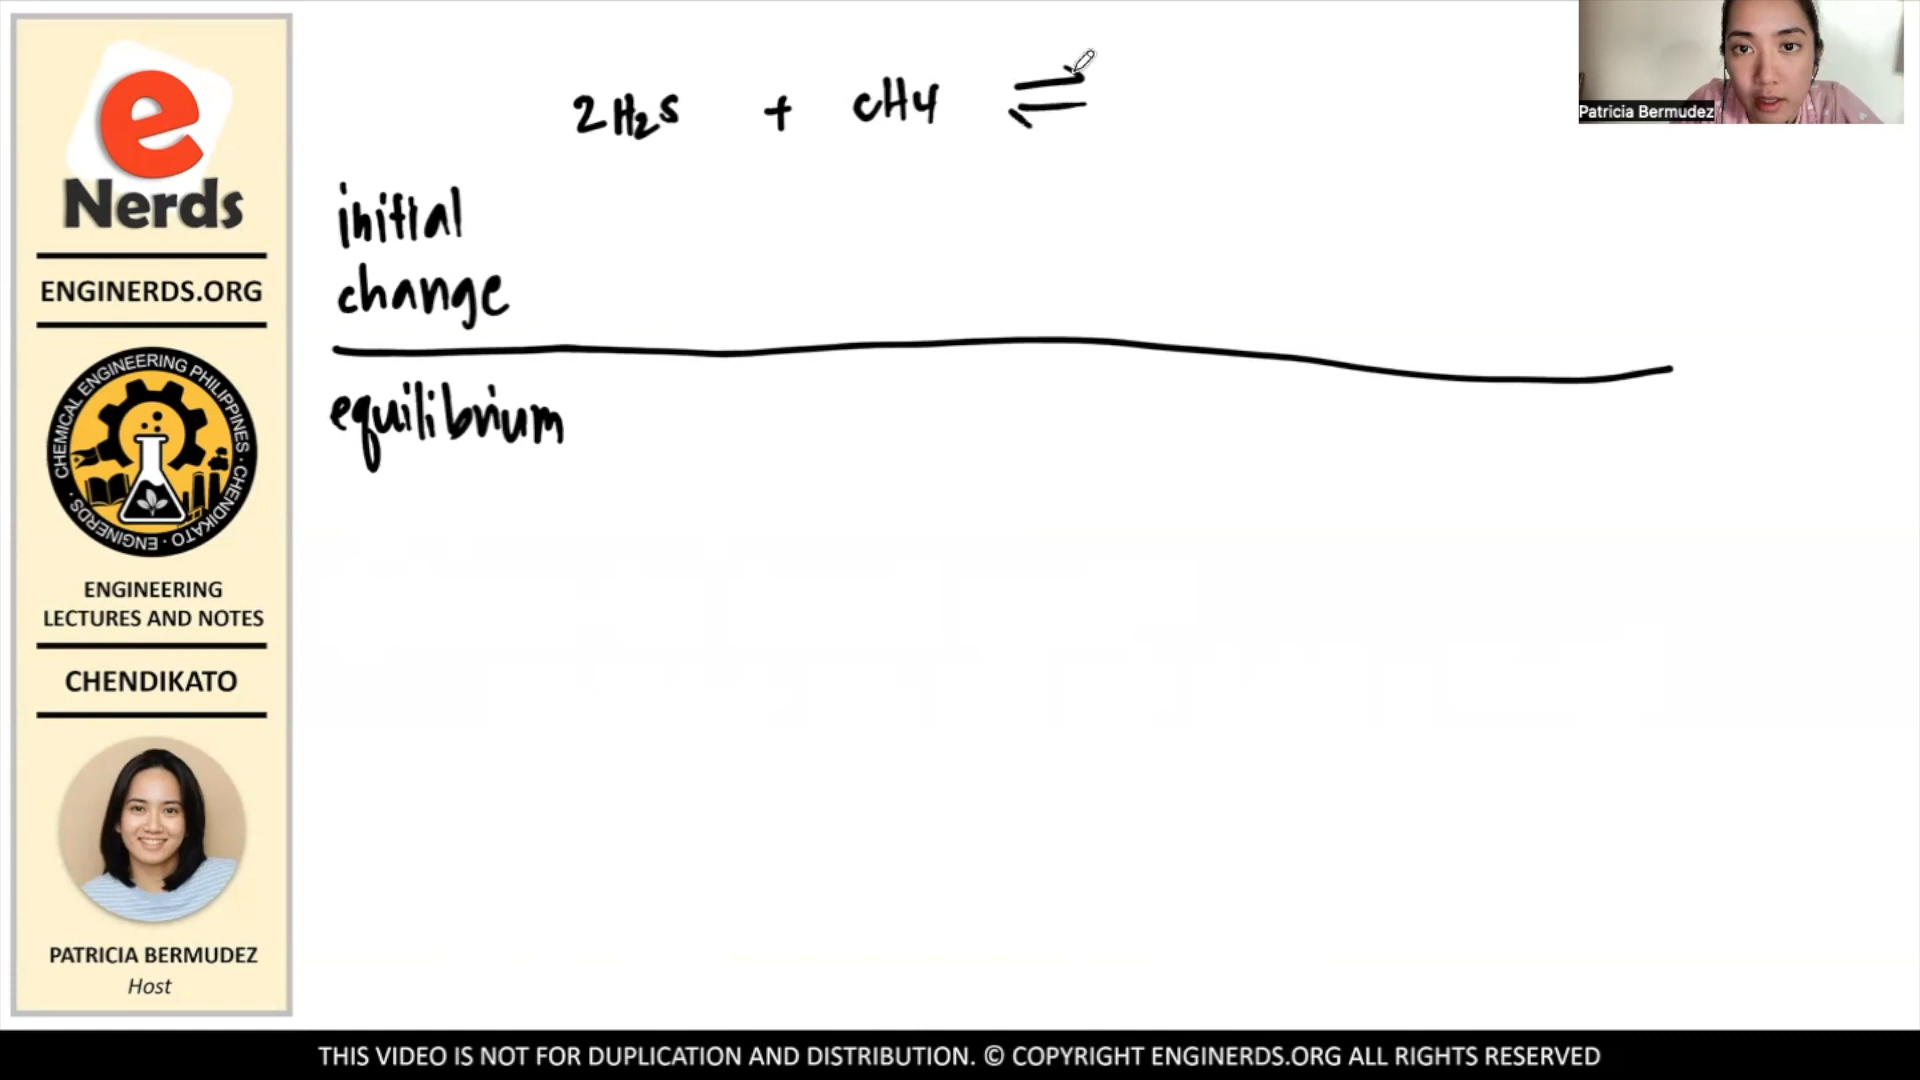 e
Nerds
ENGINERDS.ORG
CHEMICAL ENGINEERING PHILIPPINES · CHENDIKATO · ENGINERDS ·
ENGINEERING
LECTURES AND NOTES
CHENDIKATO
PATRICIA BERMUDEZ
Host
2H₂S + CH4 ⇌
initial
change
equilibrium
Patricia Bermudez
THIS VIDEO IS NOT FOR DUPLICATION AND DISTRIBUTION. © COPYRIGHT ENGINERDS.ORG ALL RIGHTS RESERVED